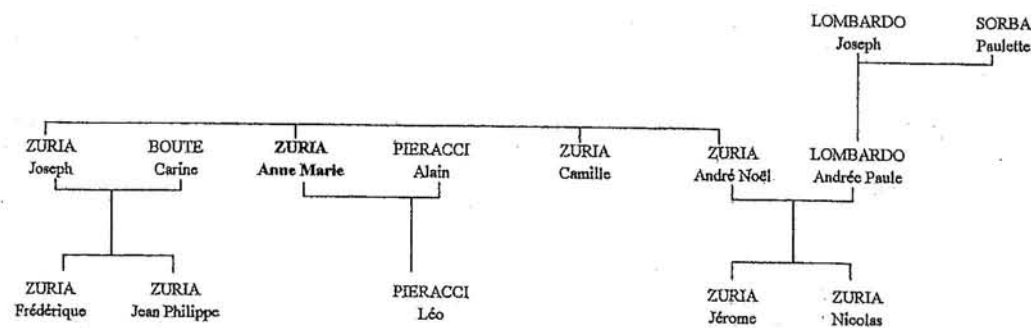 LOMBARDO
Joseph
SORBA
Paulette
ZURIA
Joseph
BOUTE
Carine
ZURIA
Anne Marie
PIERACCI
Alain
ZURIA
Camille
ZURIA
André Noël
LOMBARDO
Andrée Paule
ZURIA
Frédérique
ZURIA
Jean Philippe
PIERACCI
Léo
ZURIA
Jérome
ZURIA
Nicolas